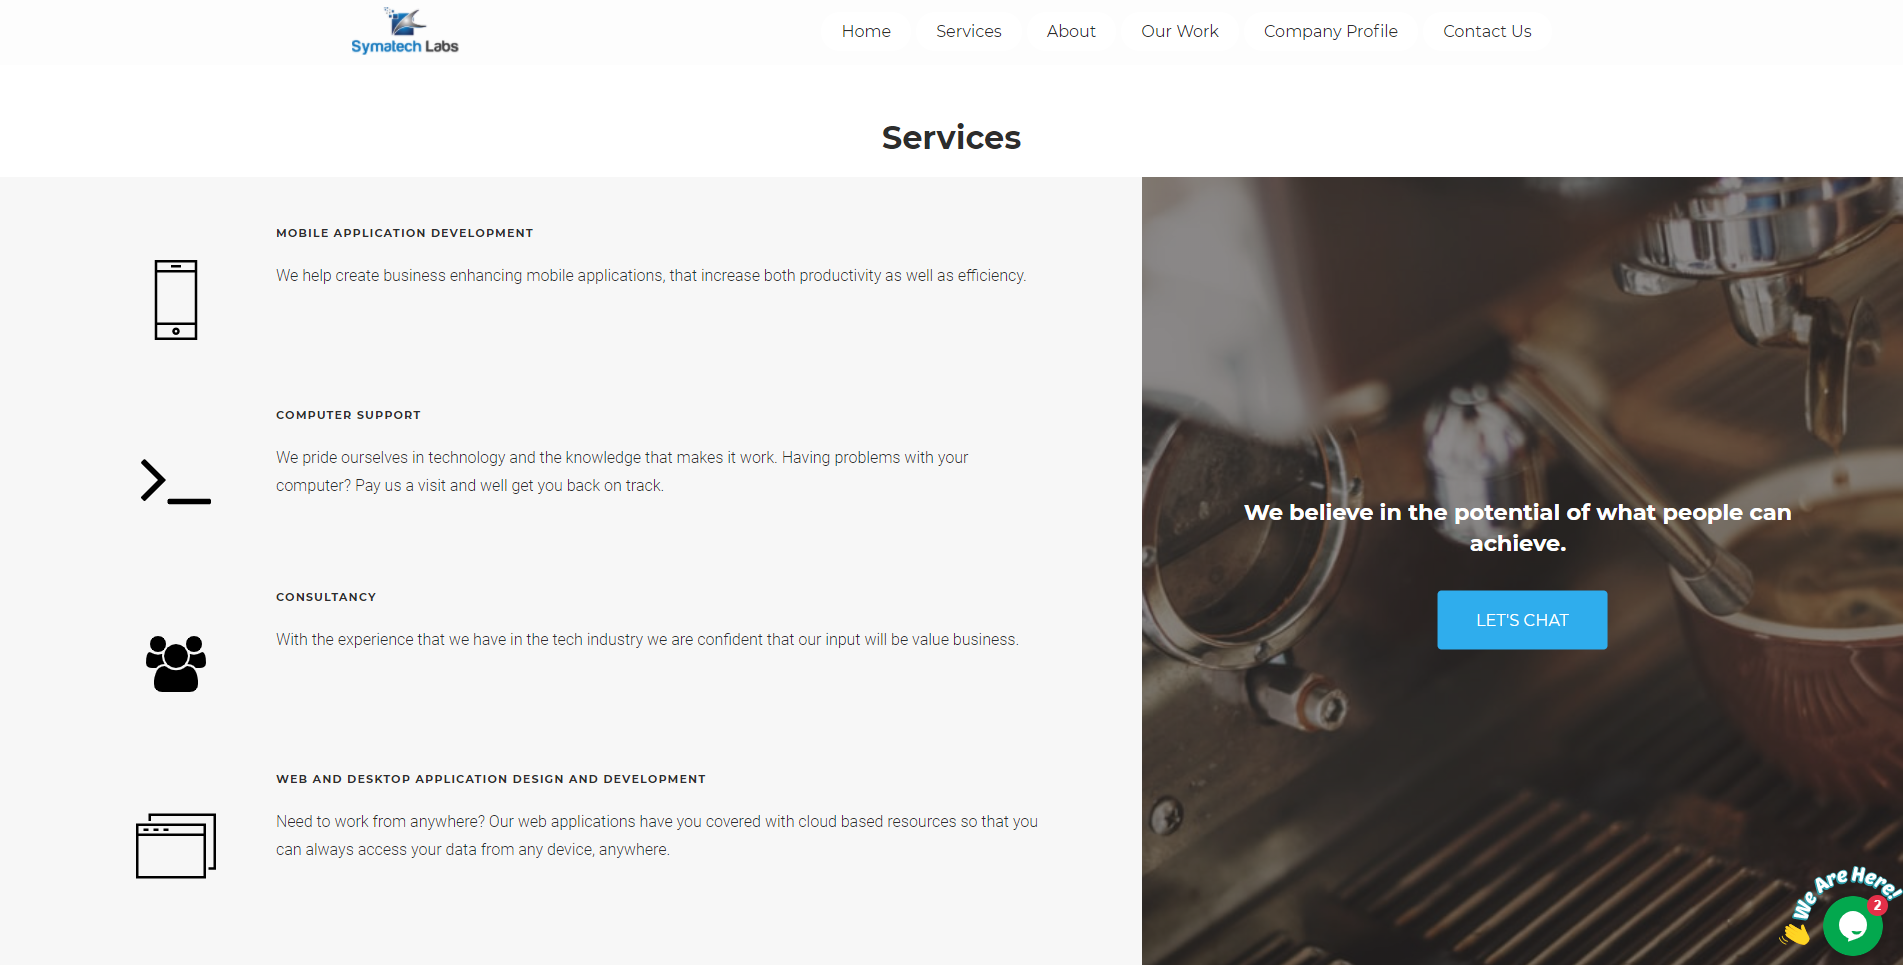 Symatech Labs
Home
Services
About
Our Work
Company Profile
Contact Us
Services
MOBILE APPLICATION DEVELOPMENT
We help create business enhancing mobile applications, that increase both productivity as well as efficiency.
COMPUTER SUPPORT
We pride ourselves in technology and the knowledge that makes it work. Having problems with your
computer? Pay us a visit and well get you back on track.
CONSULTANCY
With the experience that we have in the tech industry we are confident that our input will be value business.
WEB AND DESKTOP APPLICATION DESIGN AND DEVELOPMENT
Need to work from anywhere? Our web applications have you covered with cloud based resources so that you
can always access your data from any device, anywhere.
We believe in the potential of what people can
achieve.
LET'S CHAT
We Are Here!
2